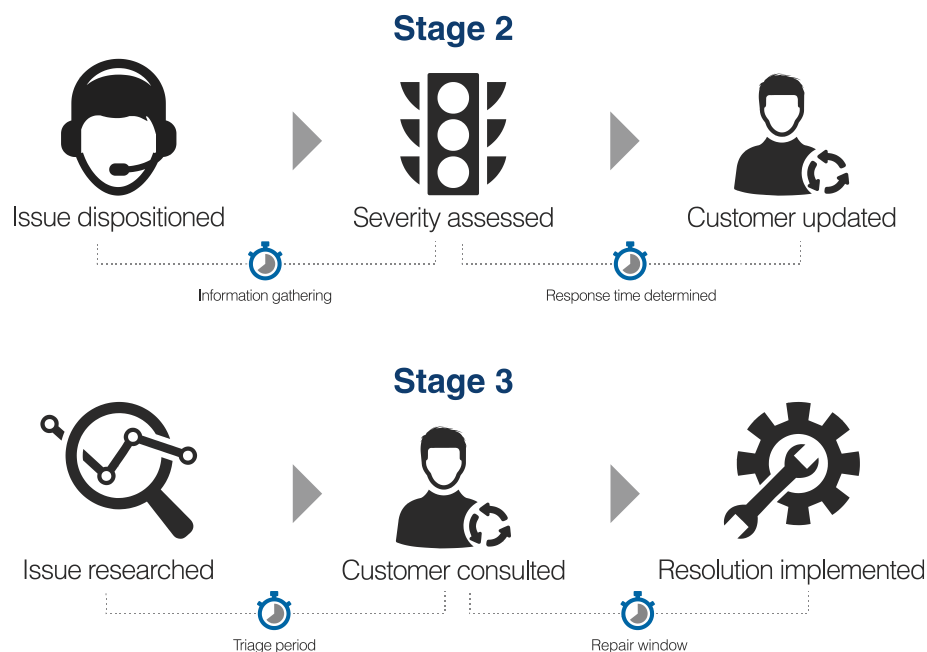 Stage 2
Issue dispositioned
Severity assessed
Customer updated
Information gathering
Response time determined
Stage 3
Issue researched
Customer consulted
Resolution implemented
Triage period
Repair window